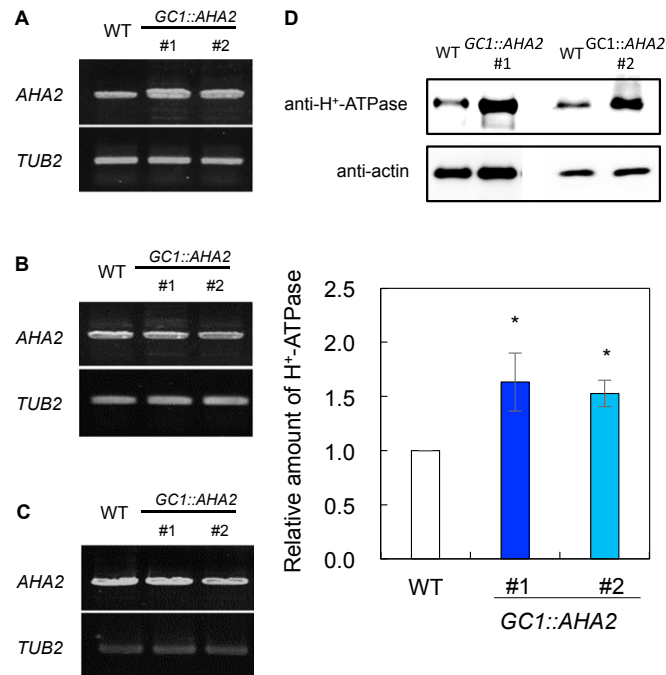 A
WT
GC1::AHA2
#1 #2
AHA2
TUB2
B
WT
GC1::AHA2
#1 #2
AHA2
TUB2
C
WT
GC1::AHA2
#1 #2
AHA2
TUB2
D
WT GC1::AHA2 #1
WT GC1::AHA2 #2
anti-H⁺-ATPase
anti-actin
Relative amount of H⁺-ATPase
2.5
2.0
1.5
1.0
0.5
0.0
* *
WT #1 #2
GC1::AHA2